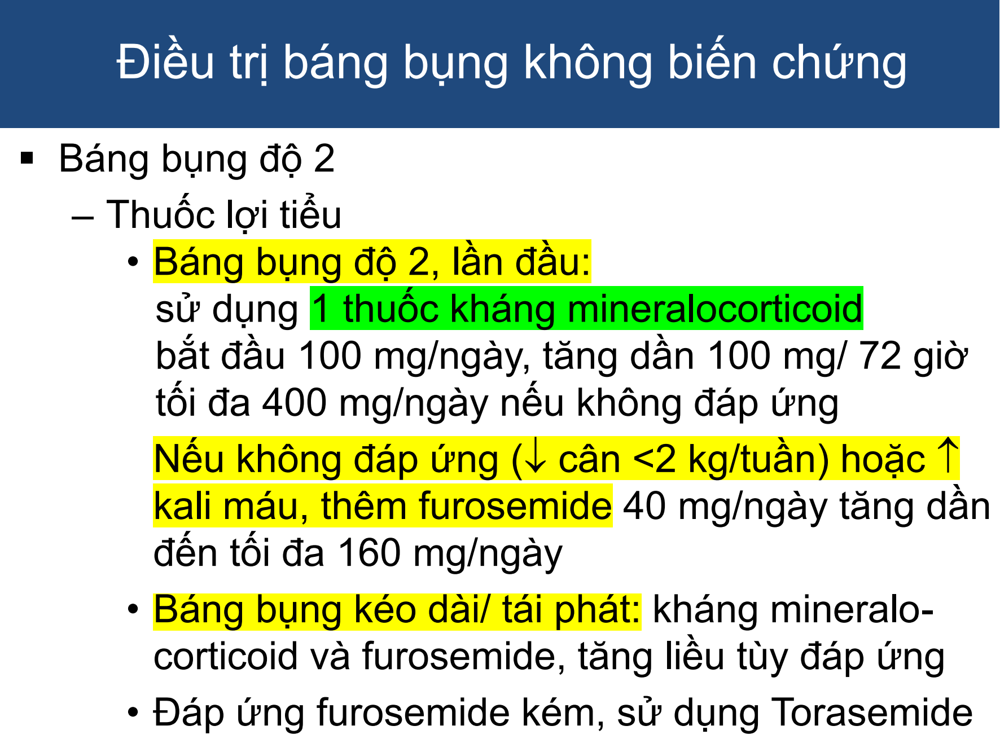 Điều trị báng bụng không biến chứng
▪ Báng bụng độ 2
– Thuốc lợi tiểu
• Báng bụng độ 2, lần đầu:
sử dụng 1 thuốc kháng mineralocorticoid
bắt đầu 100 mg/ngày, tăng dần 100 mg/ 72 giờ
tối đa 400 mg/ngày nếu không đáp ứng
Nếu không đáp ứng (↓ cân <2 kg/tuần) hoặc ↑
kali máu, thêm furosemide 40 mg/ngày tăng dần
đến tối đa 160 mg/ngày
• Báng bụng kéo dài/ tái phát: kháng mineralo-
corticoid và furosemide, tăng liều tùy đáp ứng
• Đáp ứng furosemide kém, sử dụng Torasemide